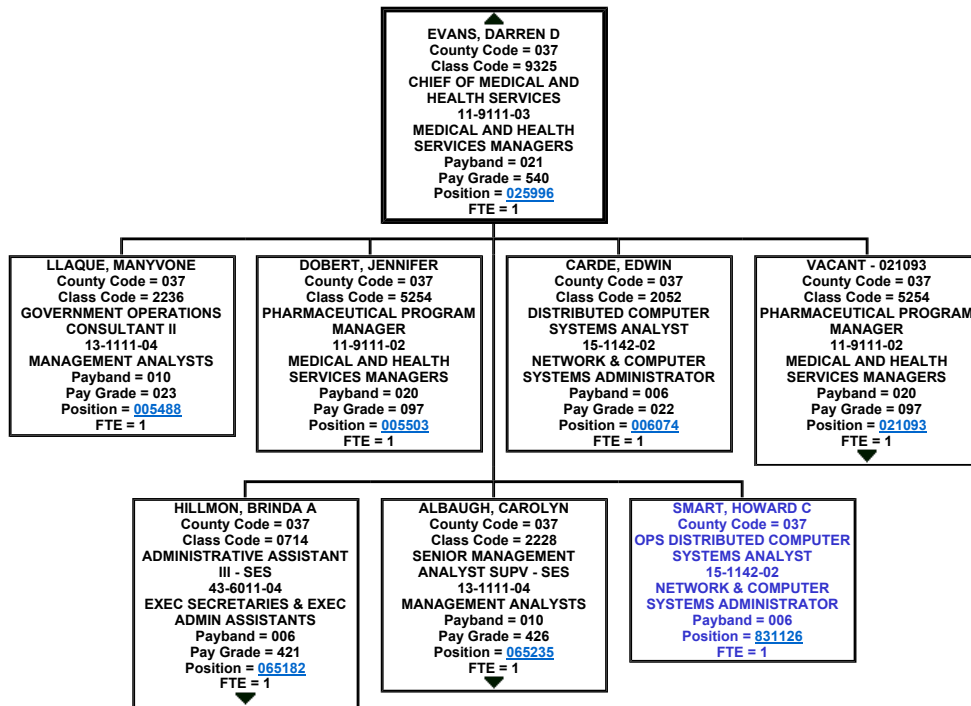 EVANS, DARREN D
County Code = 037
Class Code = 9325
CHIEF OF MEDICAL AND
HEALTH SERVICES
11-9111-03
MEDICAL AND HEALTH
SERVICES MANAGERS
Payband = 021
Pay Grade = 540
Position = 025996
FTE = 1
LLAQUE, MANYVONE
County Code = 037
Class Code = 2236
GOVERNMENT OPERATIONS
CONSULTANT II
13-1111-04
MANAGEMENT ANALYSTS
Payband = 010
Pay Grade = 023
Position = 005488
FTE = 1
DOBERT, JENNIFER
County Code = 037
Class Code = 5254
PHARMACEUTICAL PROGRAM
MANAGER
11-9111-02
MEDICAL AND HEALTH
SERVICES MANAGERS
Payband = 020
Pay Grade = 097
Position = 005503
FTE = 1
CARDE, EDWIN
County Code = 037
Class Code = 2052
DISTRIBUTED COMPUTER
SYSTEMS ANALYST
15-1142-02
NETWORK & COMPUTER
SYSTEMS ADMINISTRATOR
Payband = 006
Pay Grade = 022
Position = 006074
FTE = 1
VACANT - 021093
County Code = 037
Class Code = 5254
PHARMACEUTICAL PROGRAM
MANAGER
11-9111-02
MEDICAL AND HEALTH
SERVICES MANAGERS
Payband = 020
Pay Grade = 097
Position = 021093
FTE = 1
HILLMON, BRINDA A
County Code = 037
Class Code = 0714
ADMINISTRATIVE ASSISTANT
III - SES
43-6011-04
EXEC SECRETARIES & EXEC
ADMIN ASSISTANTS
Payband = 006
Pay Grade = 421
Position = 065182
FTE = 1
ALBAUGH, CAROLYN
County Code = 037
Class Code = 2228
SENIOR MANAGEMENT
ANALYST SUPV - SES
13-1111-04
MANAGEMENT ANALYSTS
Payband = 010
Pay Grade = 426
Position = 065235
FTE = 1
SMART, HOWARD C
County Code = 037
OPS DISTRIBUTED COMPUTER
SYSTEMS ANALYST
15-1142-02
NETWORK & COMPUTER
SYSTEMS ADMINISTRATOR
Payband = 006
Position = 831126
FTE = 1